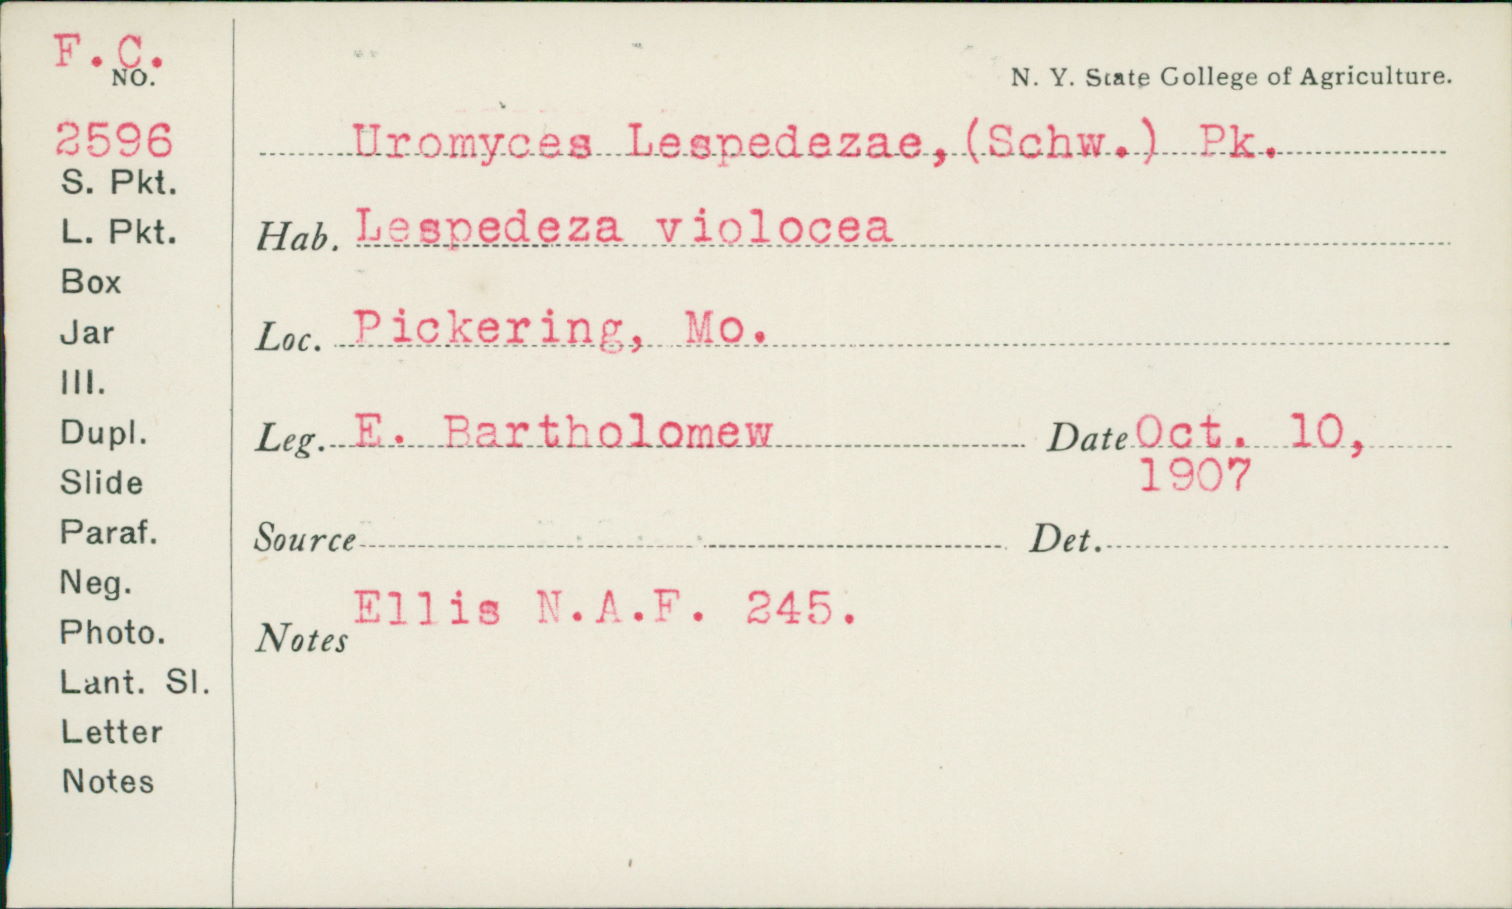 F.C.
NO.
N. Y. State College of Agriculture.
2596
Uromyces Lespedezae,(Schw.) Pk.
S. Pkt.
L. Pkt.
Hab. Lespedeza violocea
Box
Jar
Loc. Pickering, Mo.
Ill.
Dupl.
Leg. E. Bartholomew Date Oct. 10,
1907
Slide
Paraf.
Source Det.
Neg.
Ellis N.A.F. 245.
Photo.
Notes
Lant. Sl.
Letter
Notes